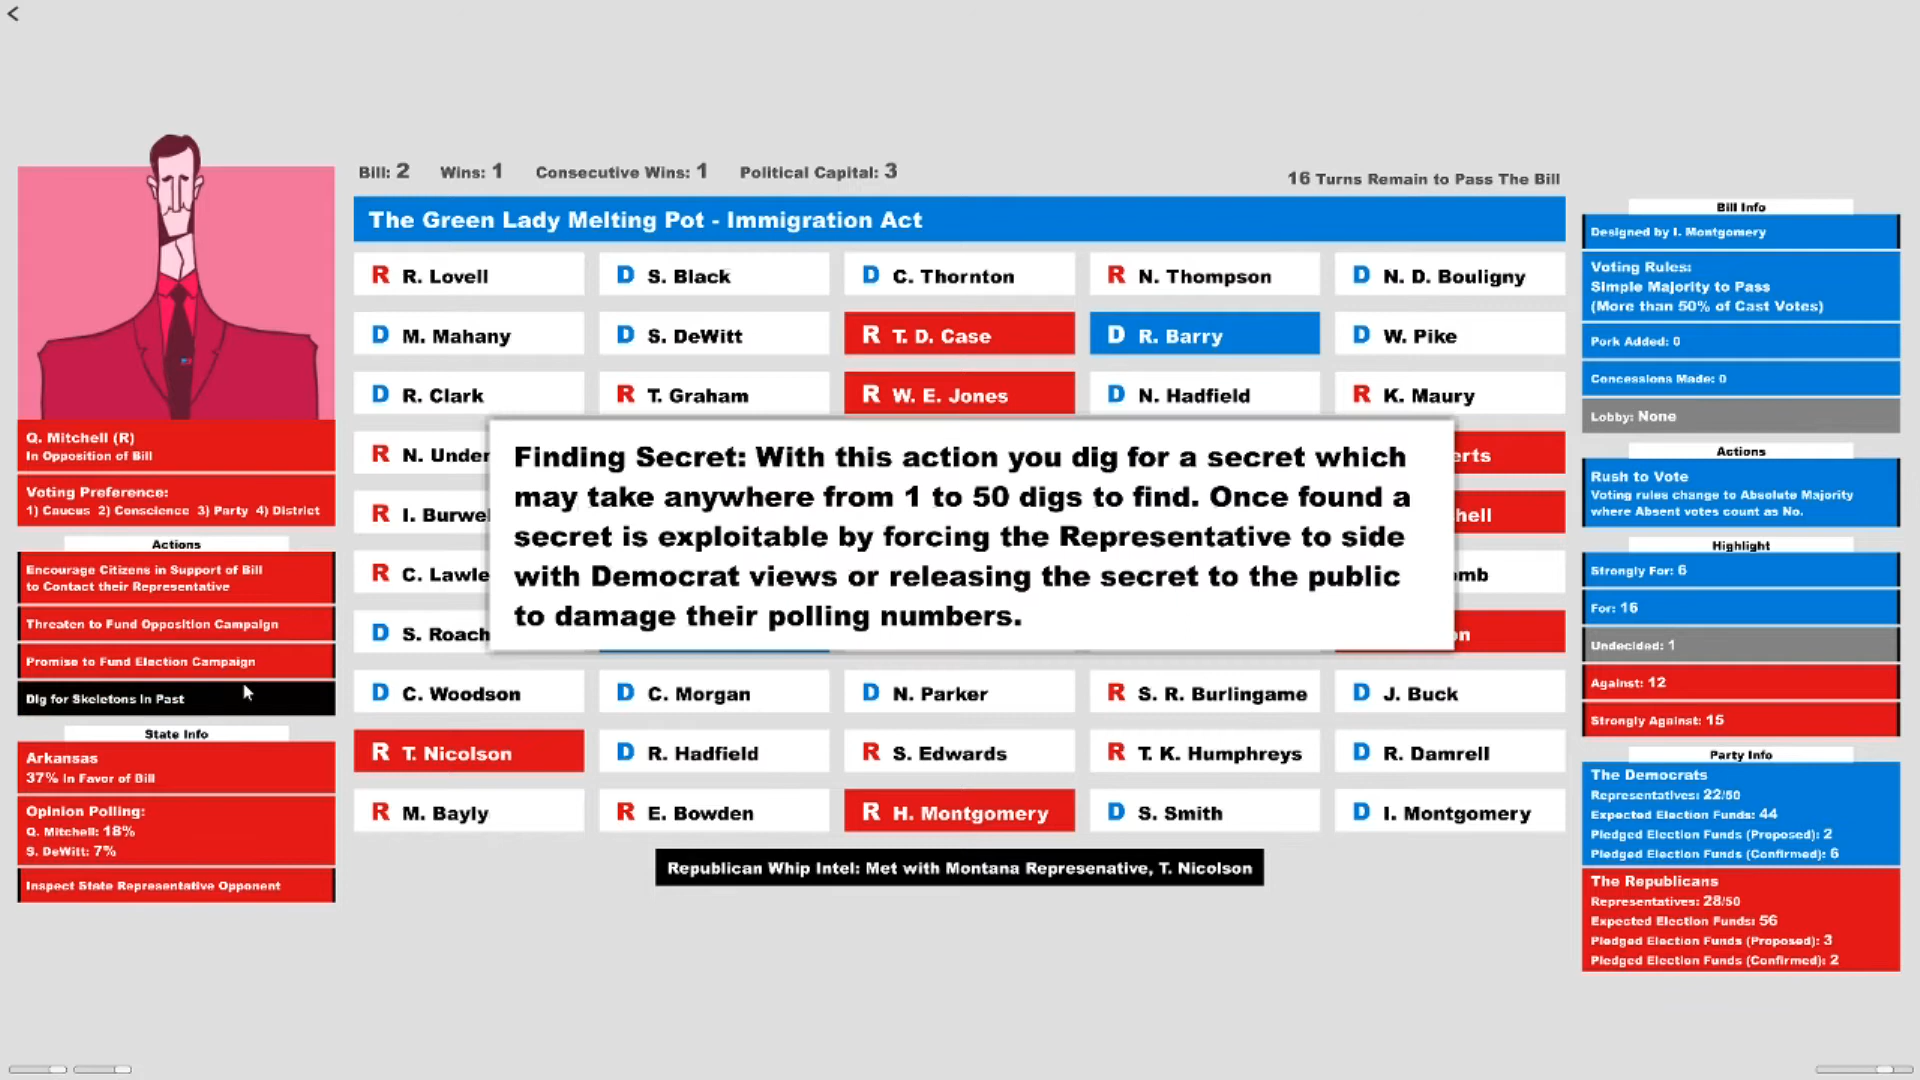 Bill: 2 Wins: 1 Consecutive Wins: 1 Political Capital: 3
16 Turns Remain to Pass The Bill
The Green Lady Melting Pot - Immigration Act
R R. Lovell D S. Black D C. Thornton R N. Thompson D N. D. Bouligny
D M. Mahany D S. DeWitt R T. D. Case D R. Barry D W. Pike
D R. Clark R T. Graham R W. E. Jones D N. Hadfield R K. Maury
R N. Under erts
R I. Burwe hell
R C. Lawle mb
D S. Roach on
Finding Secret: With this action you dig for a secret which
may take anywhere from 1 to 50 digs to find. Once found a
secret is exploitable by forcing the Representative to side
with Democrat views or releasing the secret to the public
to damage their polling numbers.
D C. Woodson D C. Morgan D N. Parker R S. R. Burlingame D J. Buck
R T. Nicolson D R. Hadfield R S. Edwards R T. K. Humphreys D R. Damrell
R M. Bayly R E. Bowden R H. Montgomery D S. Smith D I. Montgomery
Republican Whip Intel: Met with Montana Represenative, T. Nicolson
Q. Mitchell (R)
In Opposition of Bill
Voting Preference:
1) Caucus 2) Conscience 3) Party 4) District
Actions
Encourage Citizens in Support of Bill
to Contact their Representative
Threaten to Fund Opposition Campaign
Promise to Fund Election Campaign
Dig for Skeletons in Past
State Info
Arkansas
37% In Favor of Bill
Opinion Polling:
Q. Mitchell: 18%
S. DeWitt: 7%
Inspect State Representative Opponent
Bill Info
Designed by I. Montgomery
Voting Rules:
Simple Majority to Pass
(More than 50% of Cast Votes)
Pork Added: 0
Concessions Made: 0
Lobby: None
Actions
Rush to Vote
Voting rules change to Absolute Majority
where Absent votes count as No.
Highlight
Strongly For: 6
For: 16
Undecided: 1
Against: 12
Strongly Against: 15
Party Info
The Democrats
Representatives: 22/50
Expected Election Funds: 44
Pledged Election Funds (Proposed): 2
Pledged Election Funds (Confirmed): 6
The Republicans
Representatives: 28/50
Expected Election Funds: 56
Pledged Election Funds (Proposed): 3
Pledged Election Funds (Confirmed): 2